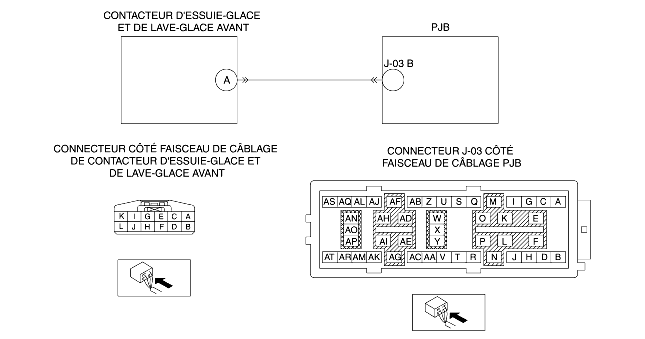 CONTACTEUR D'ESSUIE-GLACE
ET DE LAVE-GLACE AVANT
PJB
A
J-03 B
CONNECTEUR CÔTÉ FAISCEAU DE CÂBLAGE
DE CONTACTEUR D'ESSUIE-GLACE ET
DE LAVE-GLACE AVANT
K I G E C A
L J H F D B
CONNECTEUR J-03 CÔTÉ
FAISCEAU DE CÂBLAGE PJB
AS AQ AL AJ AF AB Z U S Q M I G C A
AN AH AD W O K E
AO X
AP AI AE Y P L F
AT AR AM AK AG AC AA V T R N J H D B